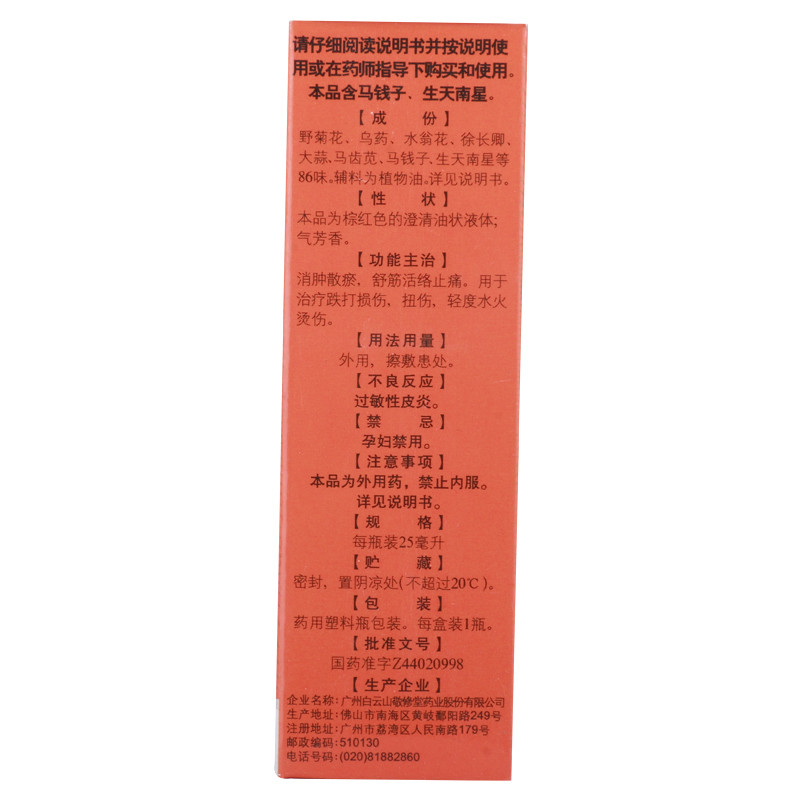 请仔细阅读说明书并按说明使
用或在药师指导下购买和使用。
本品含马钱子、生天南星。
【成 份】
野菊花、乌药、水翁花、徐长卿、
大蒜、马齿苋、马钱子、生天南星等
86味。辅料为植物油。详见说明书。
【性 状】
本品为棕红色的澄清油状液体；
气芳香。
【功能主治】
消肿散瘀，舒筋活络止痛。用于
治疗跌打损伤，扭伤，轻度水火
烫伤。
【用法用量】
外用，擦敷患处。
【不良反应】
过敏性皮炎。
【禁 忌】
孕妇禁用。
【注意事项】
本品为外用药，禁止内服。
详见说明书。
【规 格】
每瓶装25毫升
【贮 藏】
密封，置阴凉处(不超过20℃)。
【包 装】
药用塑料瓶包装。每盒装1瓶。
【批准文号】
国药准字Z44020998
【生产企业】
企业名称：广州白云山敬修堂药业股份有限公司
生产地址：佛山市南海区黄岐鄱阳路249号
注册地址：广州市荔湾区人民南路179号
邮政编码：510130
电话号码：(020)81882860